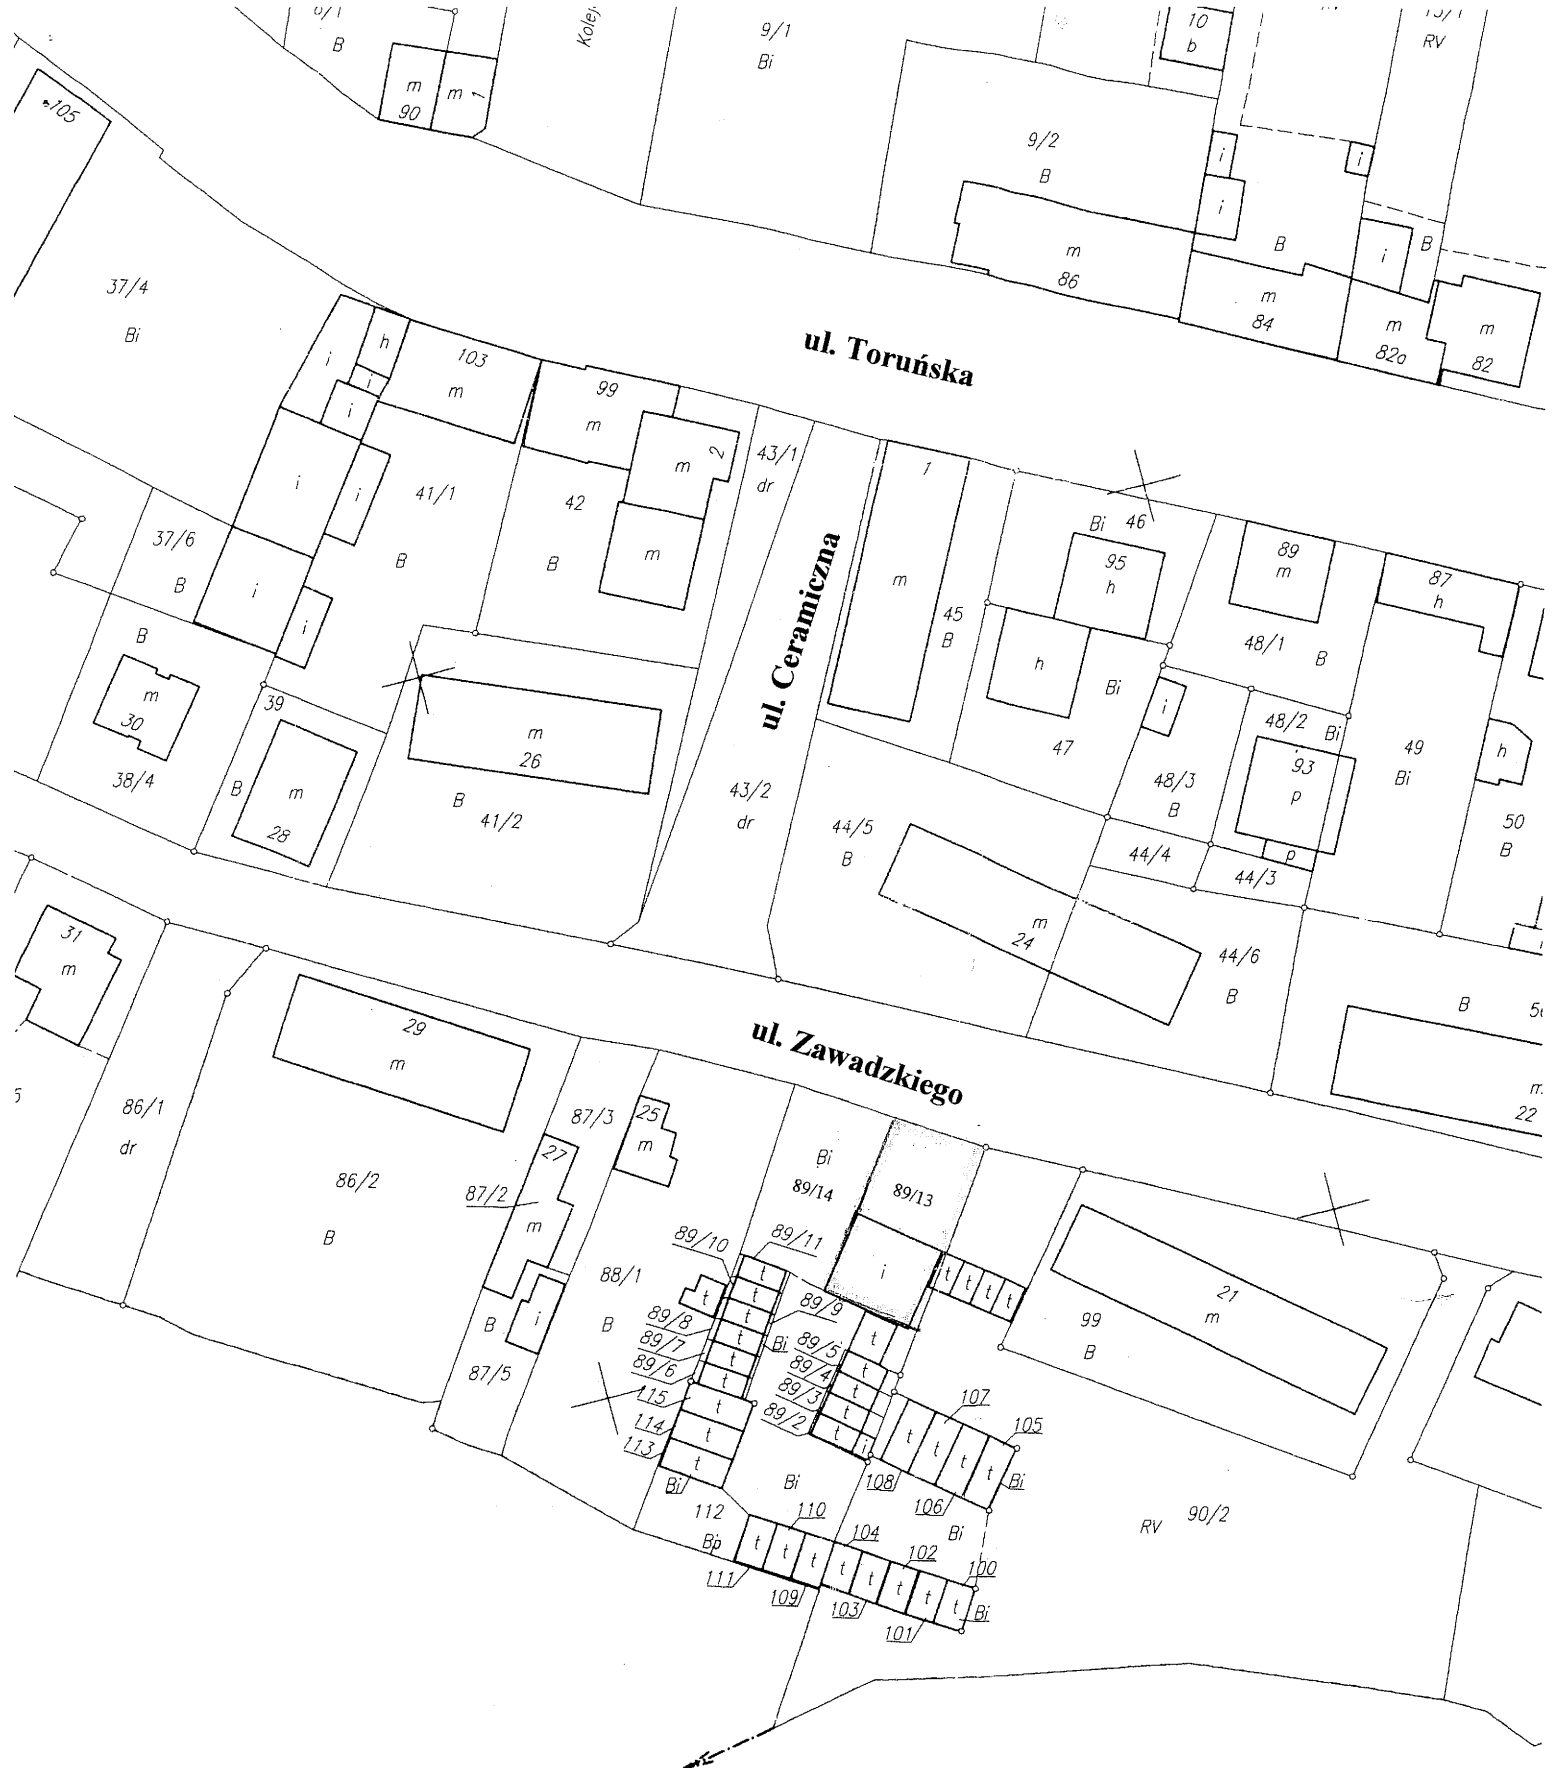 B
m
90
m
1
Kolej
9/1
Bi
10
b
RV
105
9/2
B
i
i
i
B
i
B
m
86
m
84
m
82a
m
82
37/4
Bi
ul. Toruńska
i
h
i
i
103
m
99
m
m
2
43/1
dr
1
i
i
41/1
42
m
B
B
m
37/6
B
i
i
ul. Ceramiczna
45
B
Bi
46
95
h
89
m
87
h
48/1
B
h
Bi
i
B
m
30
38/4
39
B
m
28
m
26
B
41/2
43/2
dr
47
48/2
Bi
93
p
p
48/3
B
49
Bi
h
50
B
44/5
B
44/4
44/3
m
24
44/6
B
B
31
m
29
m
ul. Zawadzkiego
22
86/1
dr
86/2
B
87/3
25
m
27
87/2
m
Bi
89/14
89/13
i
21
m
89/10
89/11
88/1
B
t
t
t
t
t
t
t
t
t
t
t
89/9
Bi
89/8
89/7
89/6
89/5
89/4
89/3
89/2
t
t
t
t
t
i
B
i
87/5
99
B
115
114
113
t
t
t
Bi
107
105
t
t
t
t
Bi
108
106
Bi
112
Bp
110
104
102
100
Bi
t
t
t
t
t
t
t
t
Bi
111
109
103
101
RV
90/2